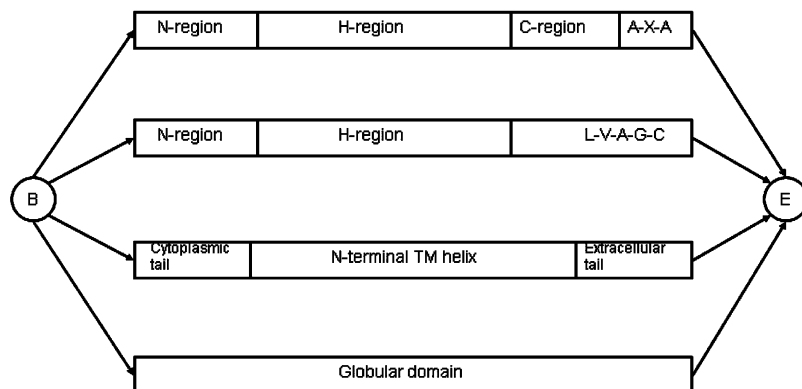 N-region H-region C-region A-X-A
N-region H-region L-V-A-G-C
B
E
Cytoplasmic
tail
N-terminal TM helix
Extracellular
tail
Globular domain